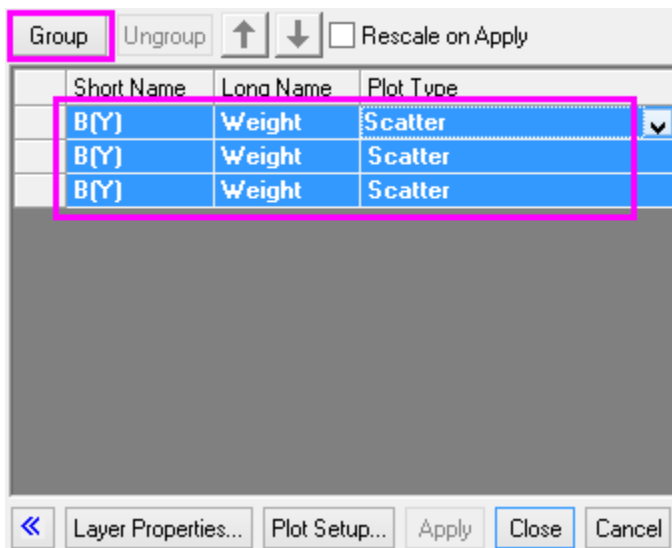 Group Ungroup Rescale on Apply
Short Name Long Name Plot Type
B(Y) Weight Scatter
B(Y) Weight Scatter
B(Y) Weight Scatter
Layer Properties... Plot Setup... Apply Close Cancel